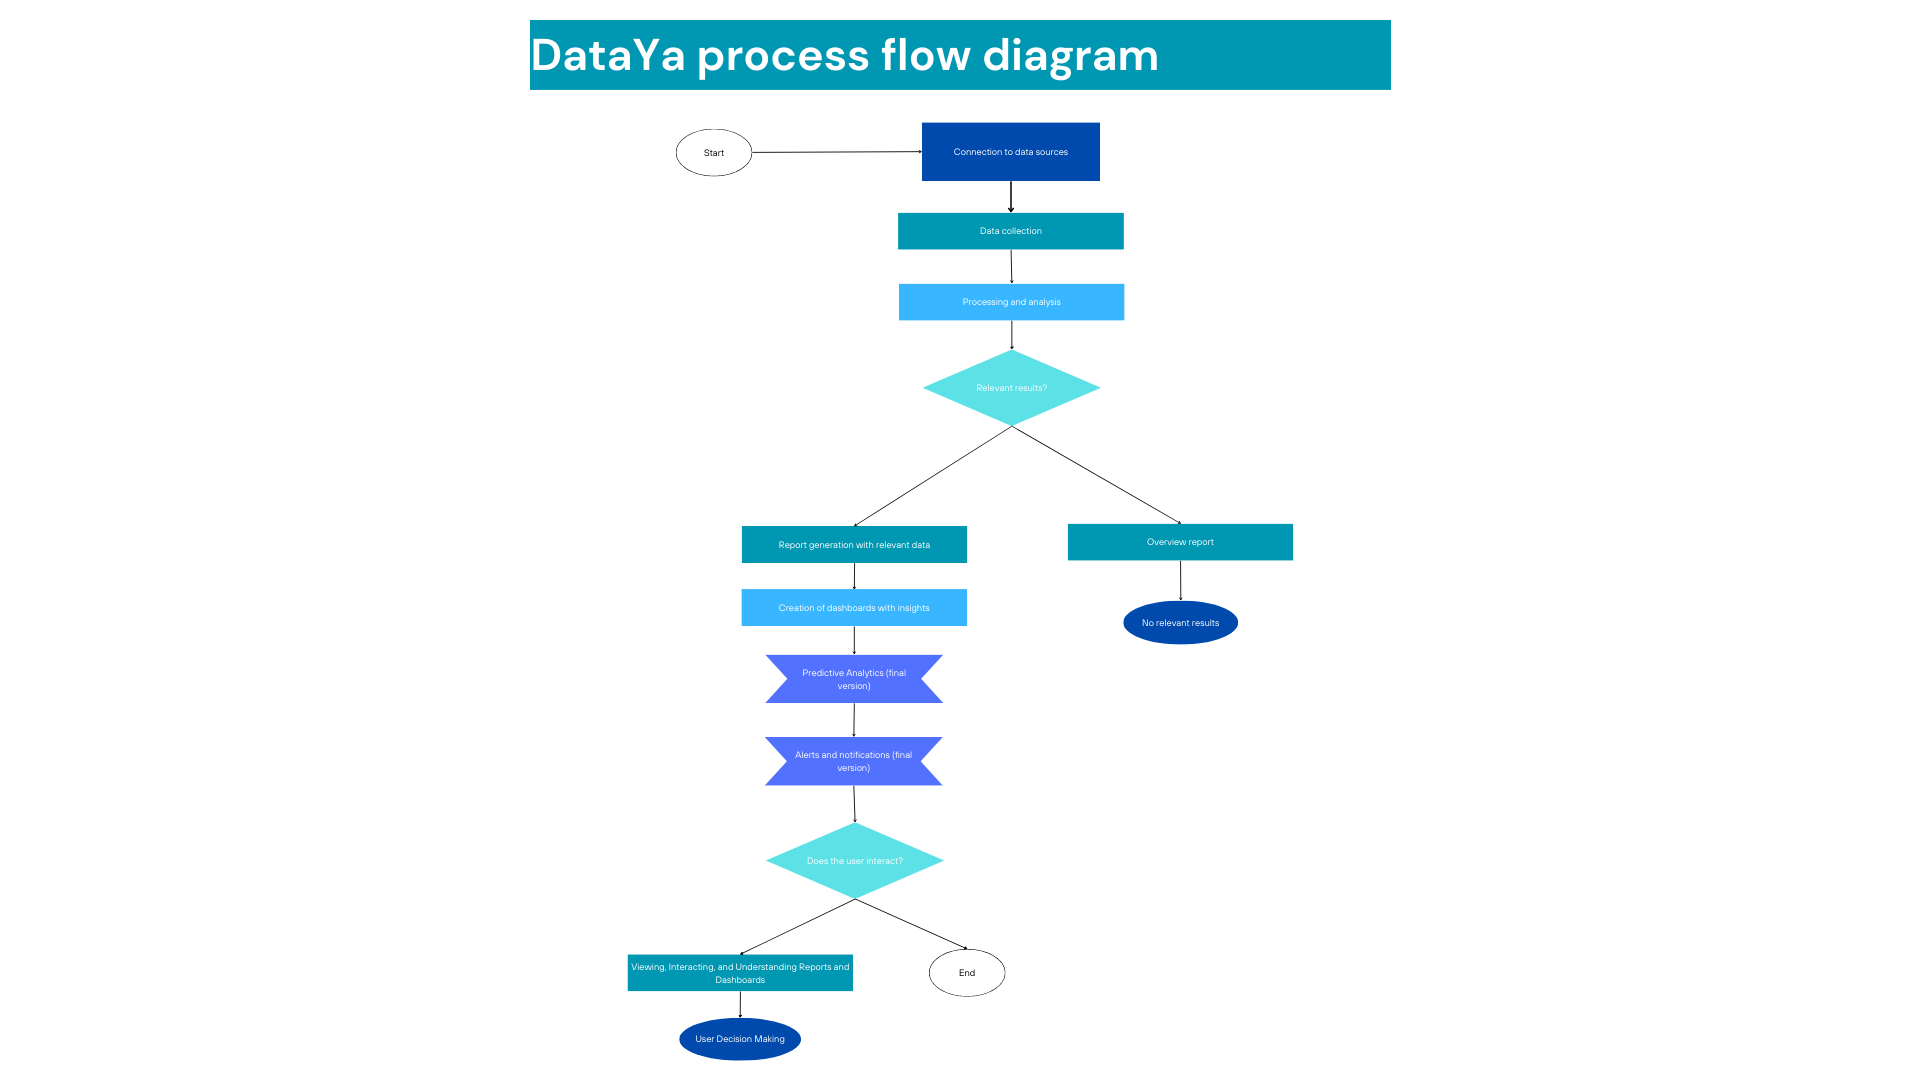 DataYa process flow diagram
Start
Connection to data sources
Data collection
Processing and analysis
Relevant results?
Report generation with relevant data
Overview report
Creation of dashboards with insights
No relevant results
Predictive Analytics (final
version)
Alerts and notifications (final
version)
Does the user interact?
Viewing, Interacting, and Understanding Reports and
Dashboards
End
User Decision Making